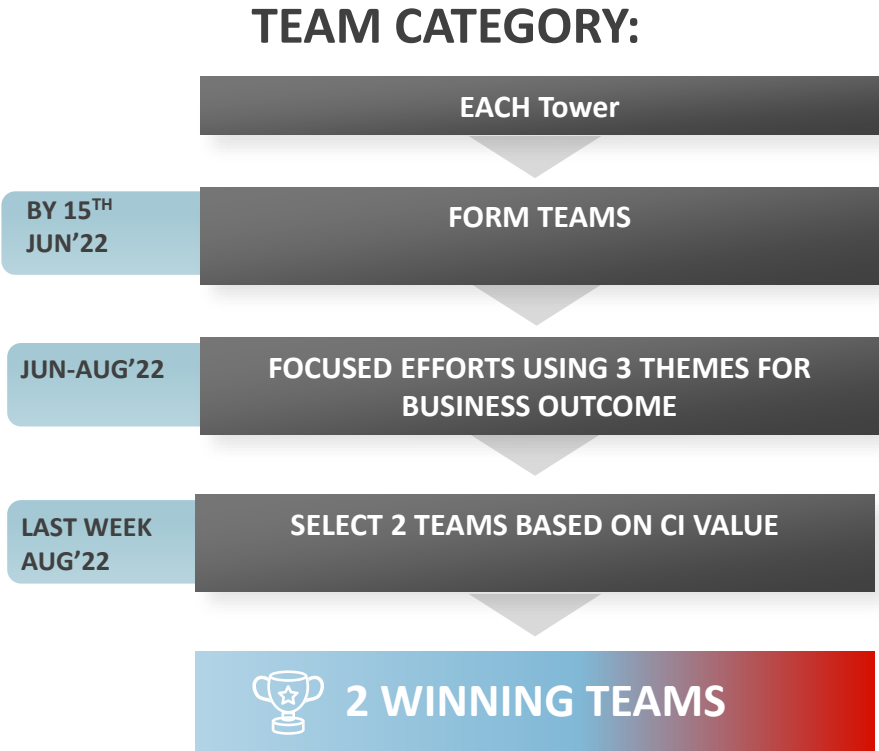 TEAM CATEGORY:
EACH Tower
BY 15TH
JUN’22
FORM TEAMS
JUN-AUG’22
FOCUSED EFFORTS USING 3 THEMES FOR
BUSINESS OUTCOME
LAST WEEK
AUG’22
SELECT 2 TEAMS BASED ON CI VALUE
2 WINNING TEAMS